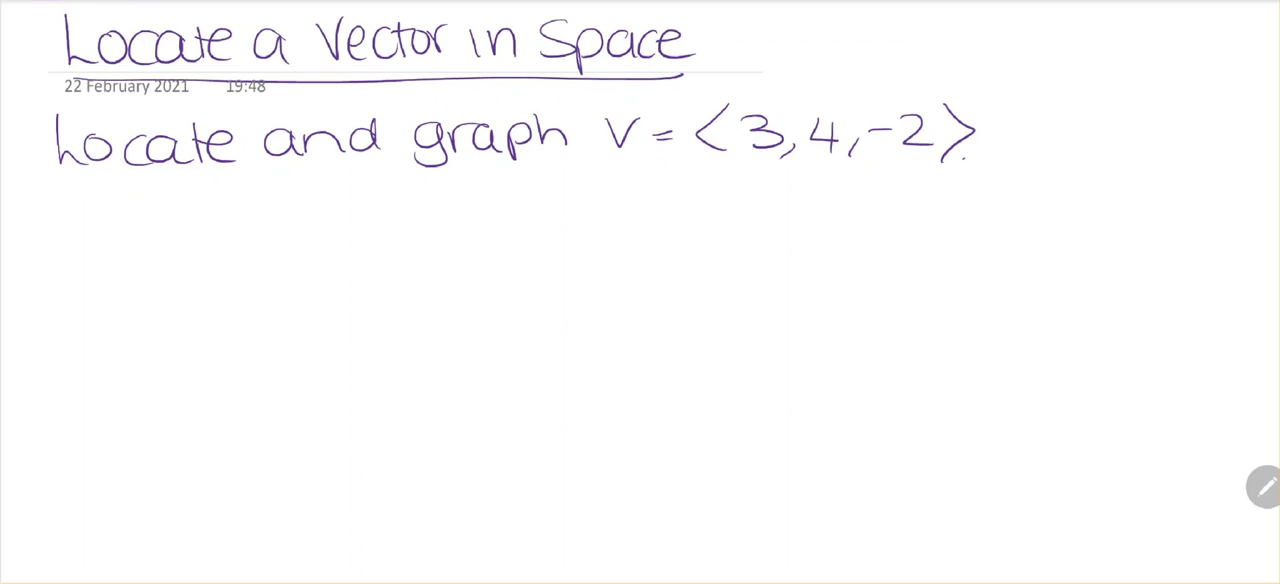 Locate a Vector in Space
22 February 2021 19:48
Locate and graph V = <3, 4, -2>.